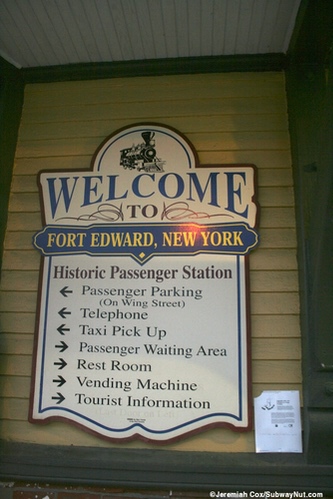 WELCOME
TO
FORT EDWARD, NEW YORK
Historic Passenger Station
← Passenger Parking
(On Wing Street)
← Telephone
← Taxi Pick Up
→ Passenger Waiting Area
→ Rest Room
→ Vending Machine
→ Tourist Information
©Jeremiah Cox/SubwayNut.com